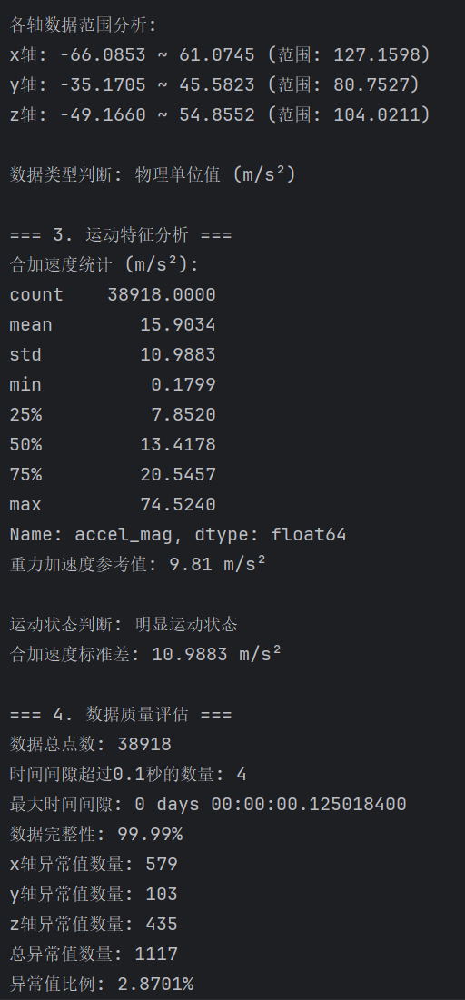 各轴数据范围分析:
x轴: -66.0853 ~ 61.0745 (范围: 127.1598)
y轴: -35.1705 ~ 45.5823 (范围: 80.7527)
z轴: -49.1660 ~ 54.8552 (范围: 104.0211)
数据类型判断: 物理单位值 (m/s²)
=== 3. 运动特征分析 ===
合加速度统计 (m/s²):
count    38918.0000
mean        15.9034
std         10.9883
min          0.1799
25%          7.8520
50%         13.4178
75%         20.5457
max         74.5240
Name: accel_mag, dtype: float64
重力加速度参考值: 9.81 m/s²
运动状态判断: 明显运动状态
合加速度标准差: 10.9883 m/s²
=== 4. 数据质量评估 ===
数据总点数: 38918
时间间隙超过0.1秒的数量: 4
最大时间间隙: 0 days 00:00:00.125018400
数据完整性: 99.99%
x轴异常值数量: 579
y轴异常值数量: 103
z轴异常值数量: 435
总异常值数量: 1117
异常值比例: 2.8701%